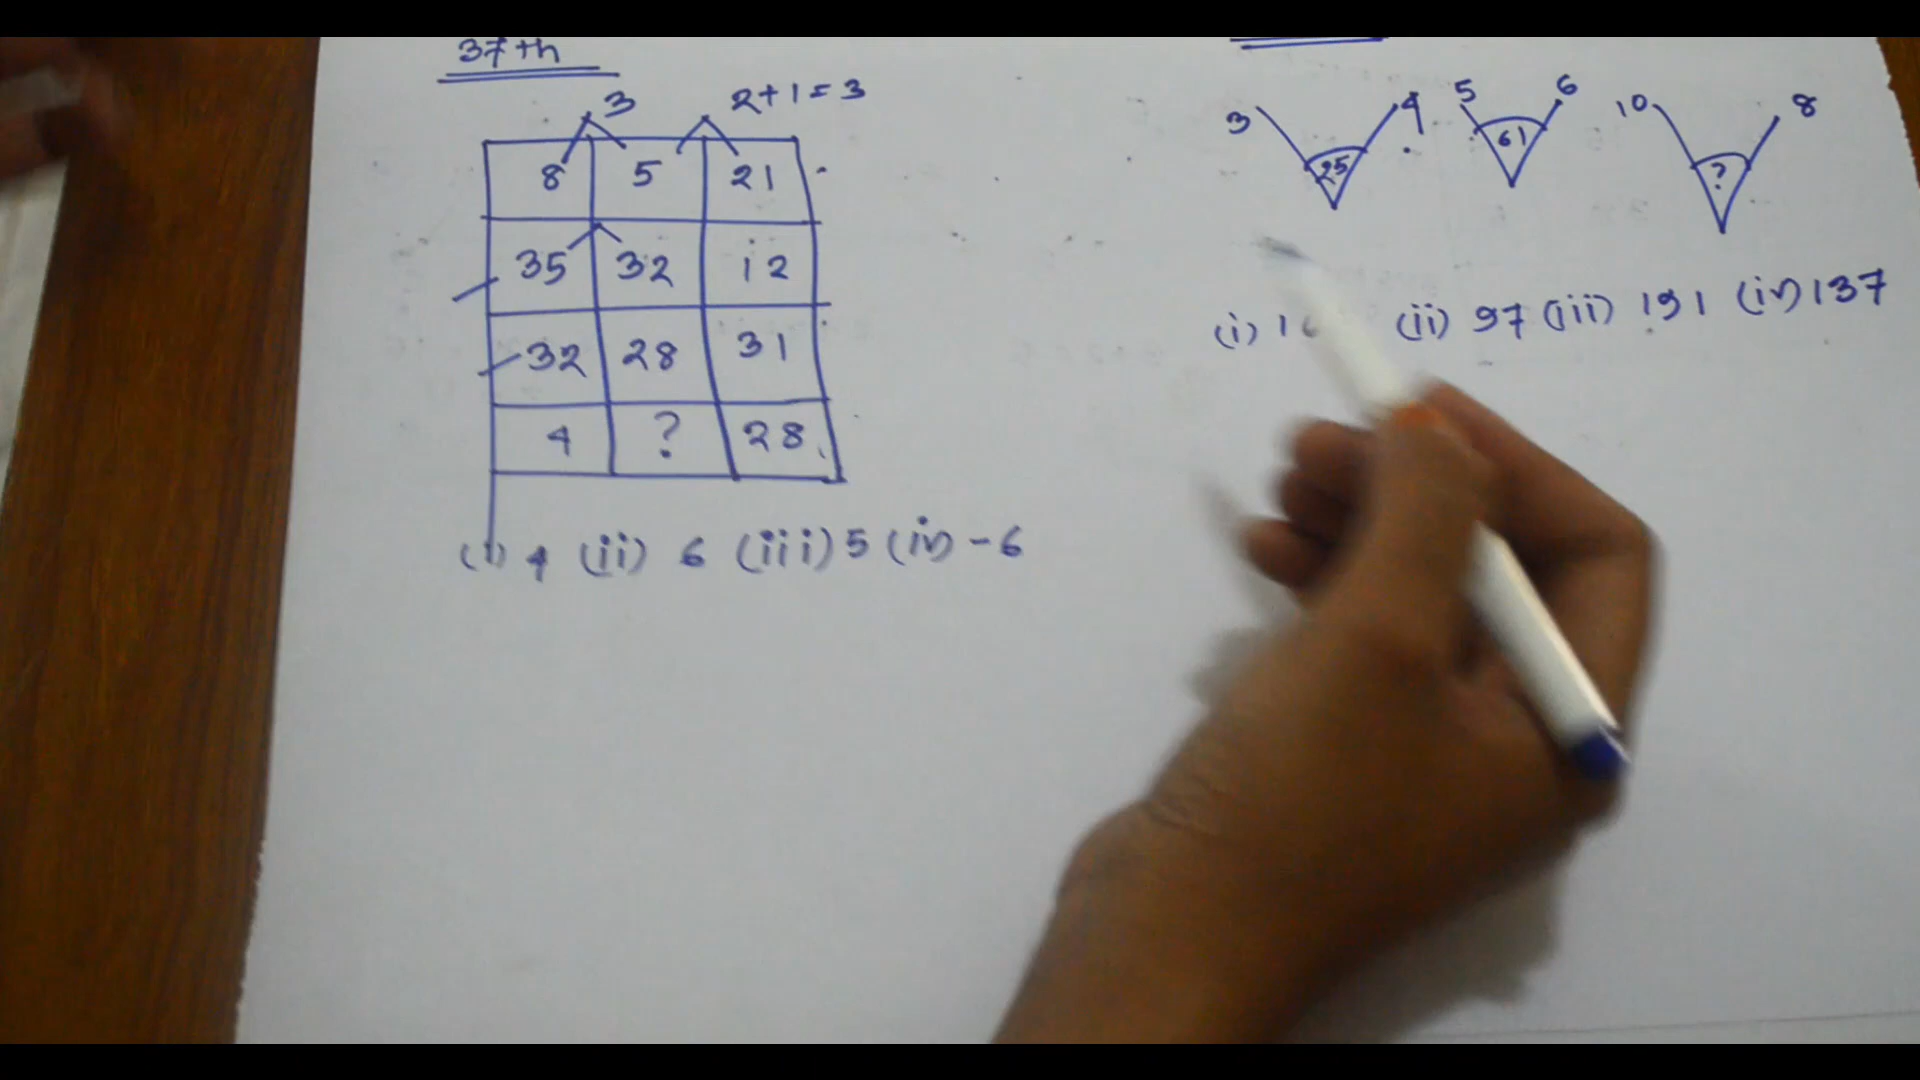 37th
3
2+1=3
8 5 21
35 32 12
32 28 31
4 ? 28
(i) 4 (ii) 6 (iii) 5 (iv) -6
3 4 5 6 10 8
25 61 ?
(i) (ii) 97 (iii) 191 (iv) 137